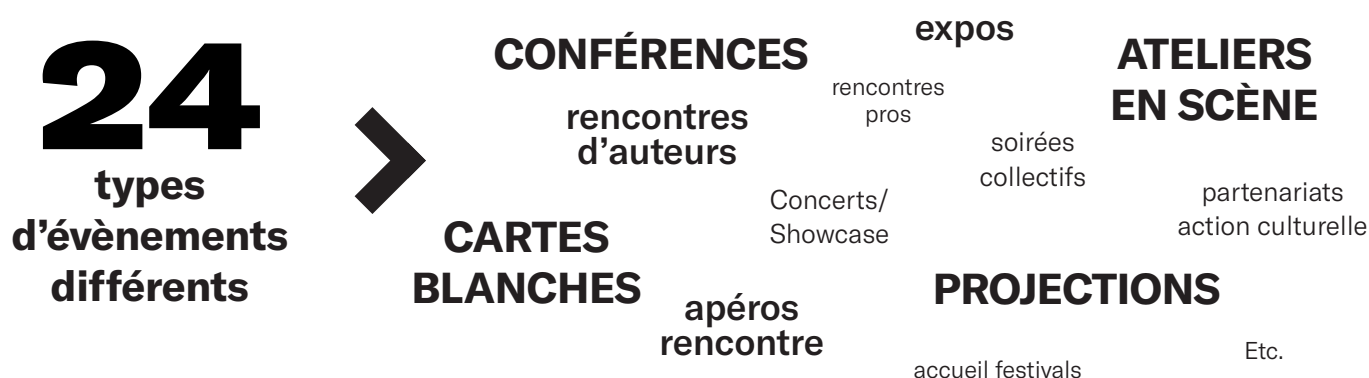 24
types
d’évènements
différents
CONFÉRENCES
expos
ATELIERS
EN SCÈNE
rencontres
pros
rencontres
d’auteurs
soirées
collectifs
Concerts/
Showcase
partenariats
action culturelle
CARTES
BLANCHES
apéros
rencontre
PROJECTIONS
Etc.
accueil festivals